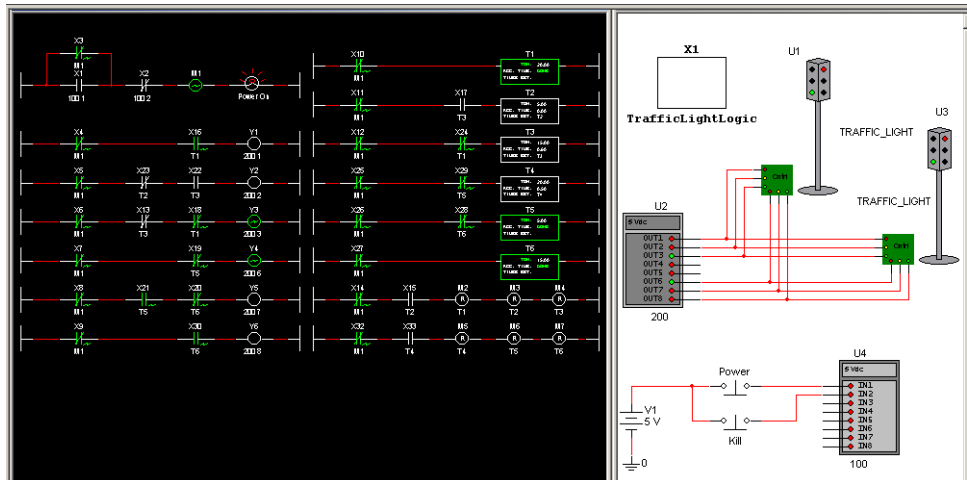 X3
M1
X1
100.1
X2
100.2
M1
Power On
X4
M1
X16
T1
Y1
200.1
X5
M1
X23
T2
X22
T3
Y2
200.2
X6
M1
X13
T3
X18
T1
Y3
200.3
X7
M1
X19
T5
Y4
200.6
X8
M1
X21
T5
X20
T6
Y5
200.7
X9
M1
X30
T6
Y6
200.8
X10
M1
T1
X11
M1
X17
T3
T2
X12
M1
X24
T1
T3
X25
M1
X29
T5
T4
X26
M1
X28
T6
T5
X27
M1
T6
X14
M1
X15
T2
M2
R
T1
M3
R
T2
M4
R
T3
X32
M1
X33
T4
M5
R
T4
M6
R
T5
M7
R
T6
X1
TrafficLightLogic
U1
TRAFFIC_LIGHT
U3
TRAFFIC_LIGHT
U2
5 Vdc
OUT1
OUT2
OUT3
OUT4
OUT5
OUT6
OUT7
OUT8
200
Power
Kill
V1
5 V
0
U4
5 Vdc
IN1
IN2
IN3
IN4
IN5
IN6
IN7
IN8
100